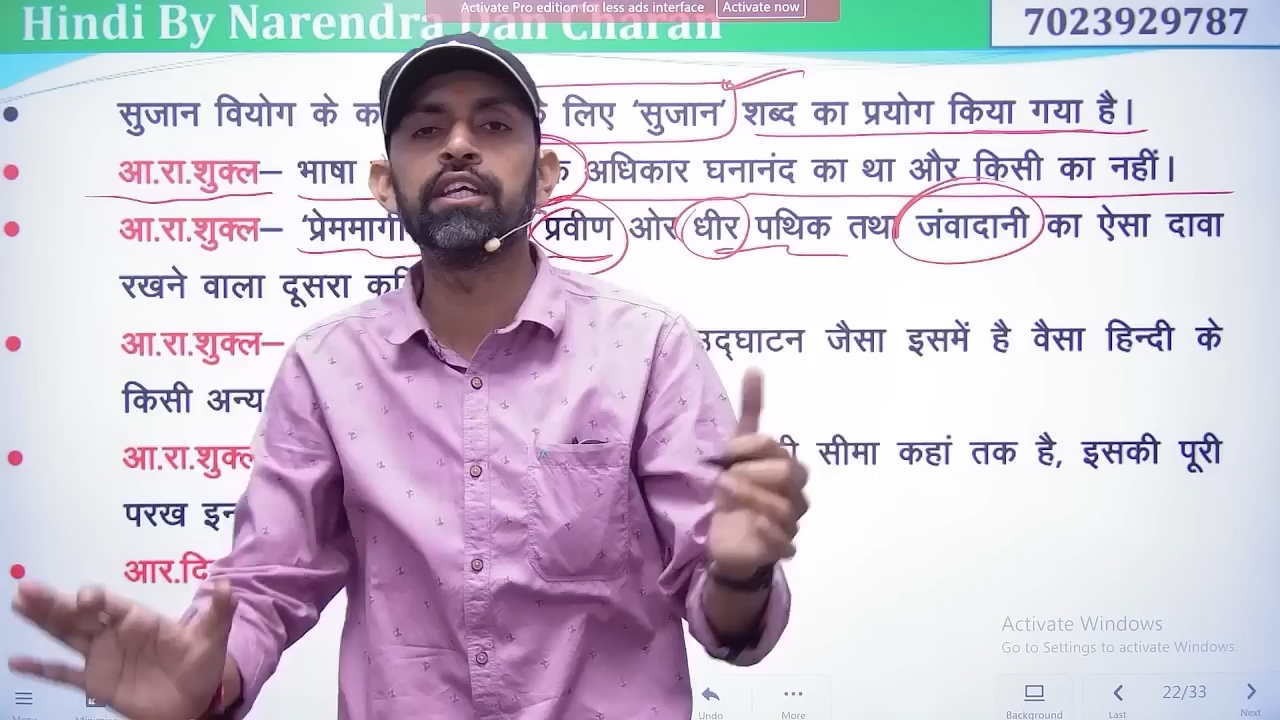 Activate Pro edition for less ads interface Activate now
Hindi By Narendra Dan Charan 7023929787
सुजान वियोग के लिए 'सुजान' शब्द का प्रयोग किया गया है।
आ.रा.शुक्ल– भाषा अधिकार घनानंद का था और किसी का नहीं।
आ.रा.शुक्ल– 'प्रेममार्गी प्रवीण ओर धीर पथिक तथा जंवादानी का ऐसा दावा
रखने वाला दूसरा
आ.रा.शुक्ल– उद्घाटन जैसा इसमें है वैसा हिन्दी के
किसी अन्य
आ.रा.शुक्ल सीमा कहां तक है, इसकी पूरी
परख
आर.
Activate Windows
Go to Settings to activate Windows.
Undo More Background Last 22/33 Next